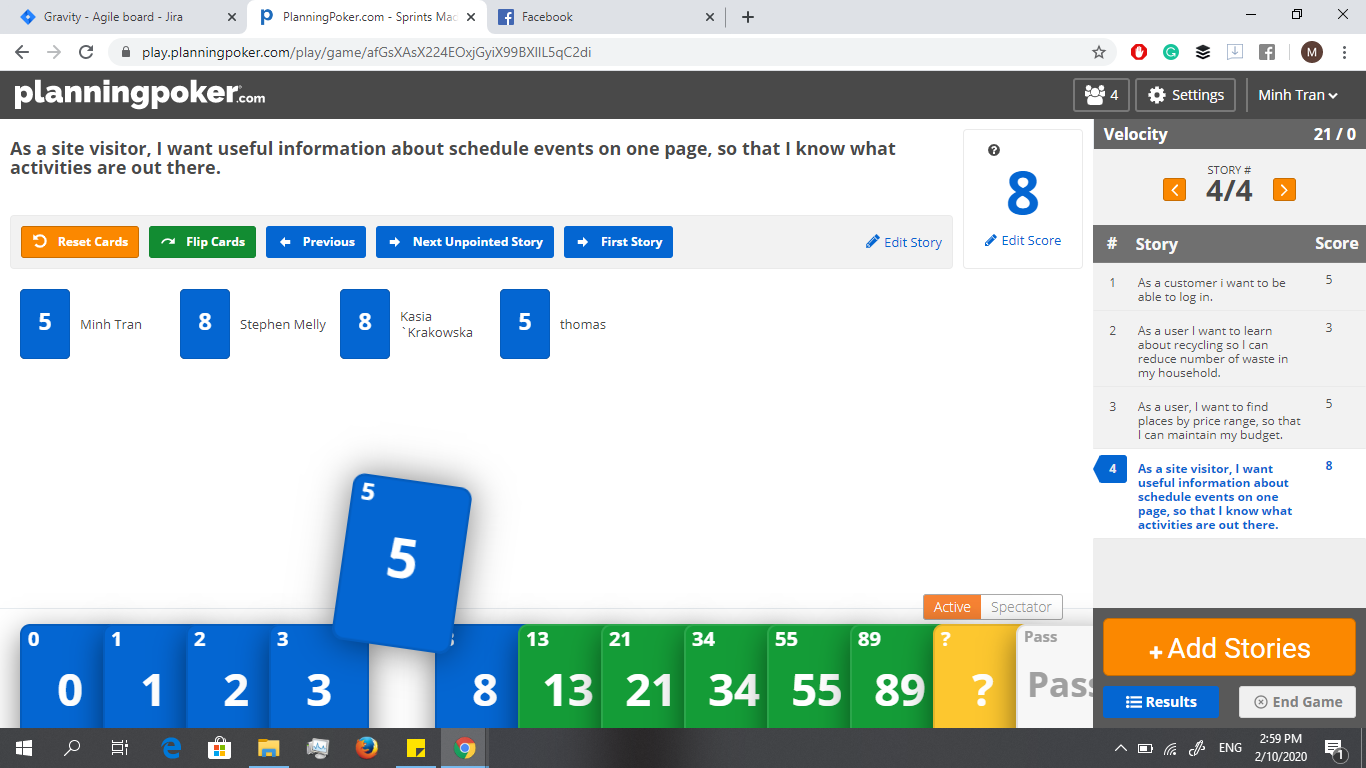 Gravity - Agile board - Jira
PlanningPoker.com - Sprints Mad
Facebook
play.planningpoker.com/play/game/
planningpoker.com
4
Settings
Minh Tran
M
As a site visitor, I want useful information about schedule events on one page, so that I know what
activities are out there.
8
Edit Score
Reset Cards
Flip Cards
Previous
Next Unpointed Story
First Story
Edit Story
5
Minh Tran
8
Stephen Melly
8
Kasia
`Krakowska
5
thomas
Velocity
21 / 0
STORY #
4/4
# Story Score
1
As a customer i want to be
able to log in.
5
2
As a user I want to learn
about recycling so I can
reduce number of waste in
my household.
3
3
As a user, I want to find
places by price range, so that
I can maintain my budget.
5
4
As a site visitor, I want
useful information about
schedule events on one
page, so that I know what
activities are out there.
8
5
5
Active
Spectator
0
0
1
1
2
2
3
3
8
13
13
21
21
34
34
55
55
89
89
?
?
Pass
Pass
+ Add Stories
Results
End Game
ENG
2:59 PM
2/10/2020
1